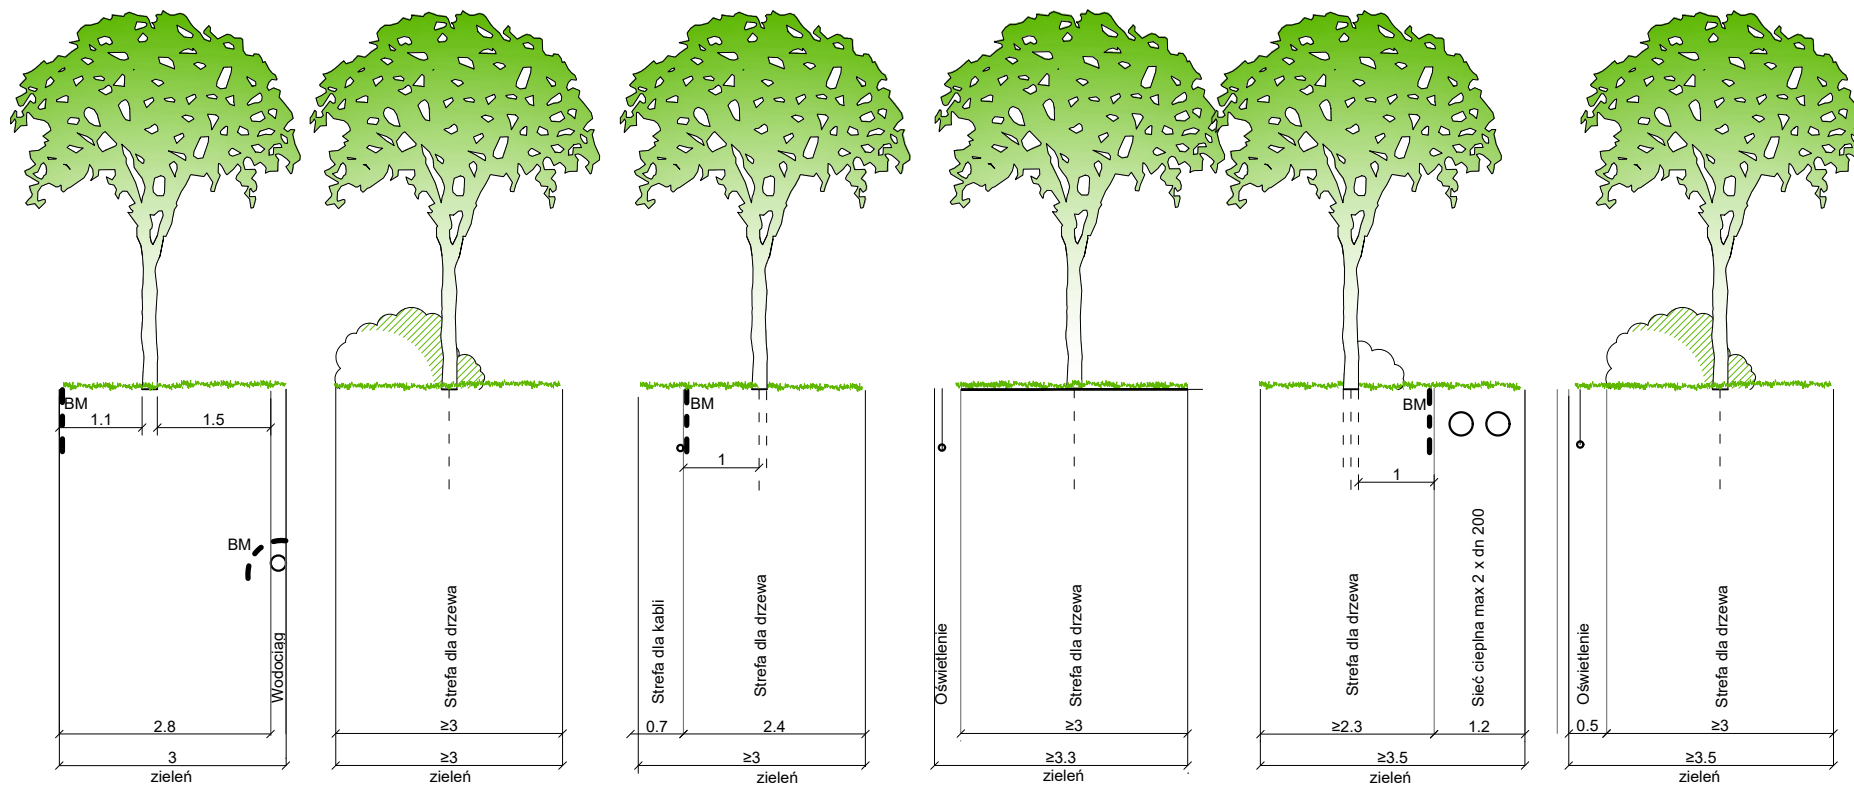 BM
1.1
1.5
BM
Wodociąg
2.8
3
zieleń
Strefa dla drzewa
≥3
≥3
zieleń
BM
1
Strefa dla kabli
Strefa dla drzewa
0.7
2.4
≥3
zieleń
Oświetlenie
Strefa dla drzewa
≥3
≥3.3
zieleń
BM
1
Strefa dla drzewa
Sieć cieplna max 2 x dn 200
≥2.3
1.2
≥3.5
zieleń
Oświetlenie
Strefa dla drzewa
0.5
≥3
≥3.5
zieleń